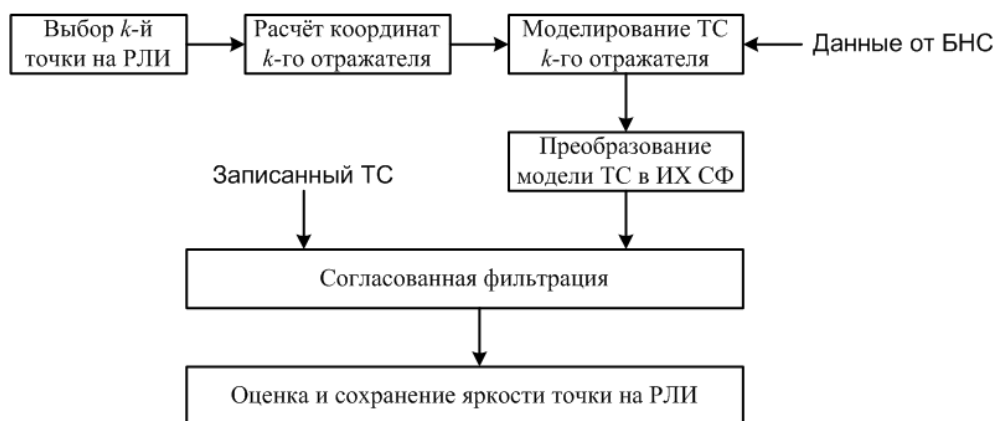 Выбор k-й
точки на РЛИ
Расчёт координат
k-го отражателя
Моделирование ТС
k-го отражателя
Данные от БНС
Преобразование
модели ТС в ИХ СФ
Записанный ТС
Согласованная фильтрация
Оценка и сохранение яркости точки на РЛИ